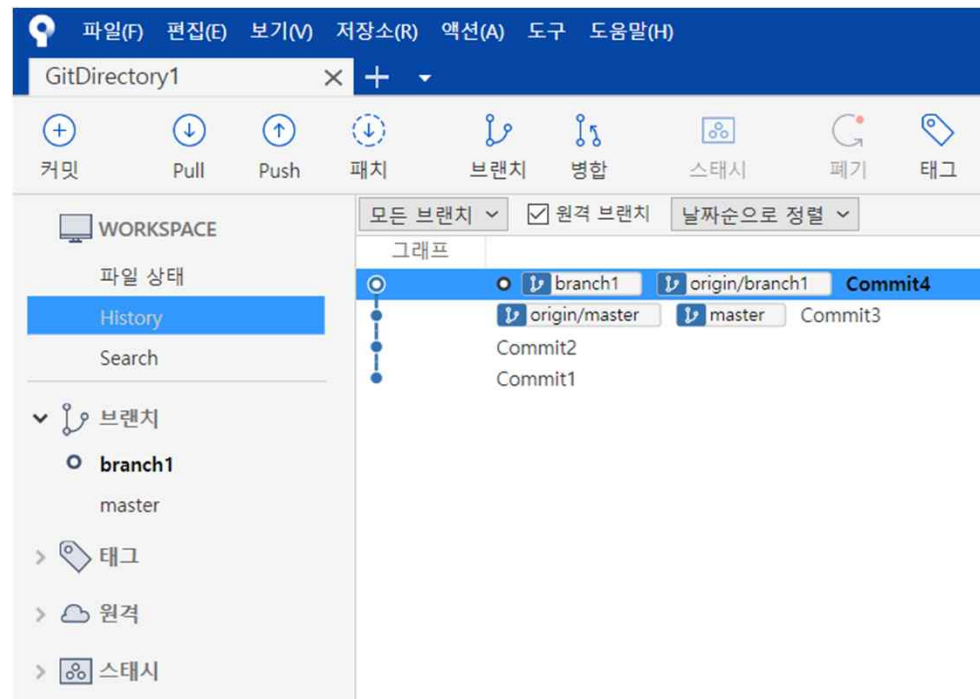 파일(F) 편집(E) 보기(V) 저장소(R) 액션(A) 도구 도움말(H)
GitDirectory1
커밋 Pull Push 패치 브랜치 병합 스태시 폐기 태그
WORKSPACE
파일 상태
History
Search
브랜치
branch1
master
태그
원격
스태시
모든 브랜치 원격 브랜치 날짜순으로 정렬
그래프
branch1 origin/branch1 Commit4
origin/master master Commit3
Commit2
Commit1